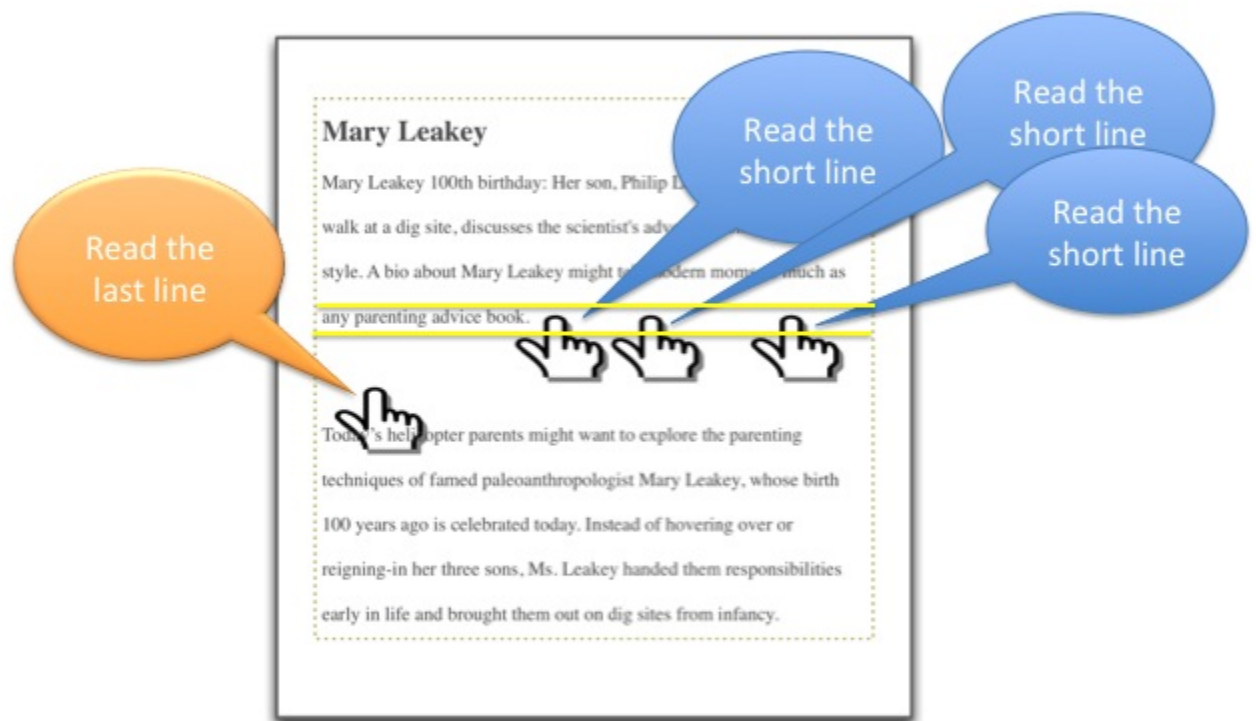 Mary Leakey
Mary Leakey 100th birthday: Her son, Philip
walk at a dig site, discusses the scientist's
style. A bio about Mary Leakey might modern much as
any parenting advice book.
Today's helicopter parents might want to explore the parenting
techniques of famed paleoanthropologist Mary Leakey, whose birth
100 years ago is celebrated today. Instead of hovering over or
reigning-in her three sons, Ms. Leakey handed them responsibilities
early in life and brought them out on dig sites from infancy.
Read the
last line
Read the
short line
Read the
short line
Read the
short line